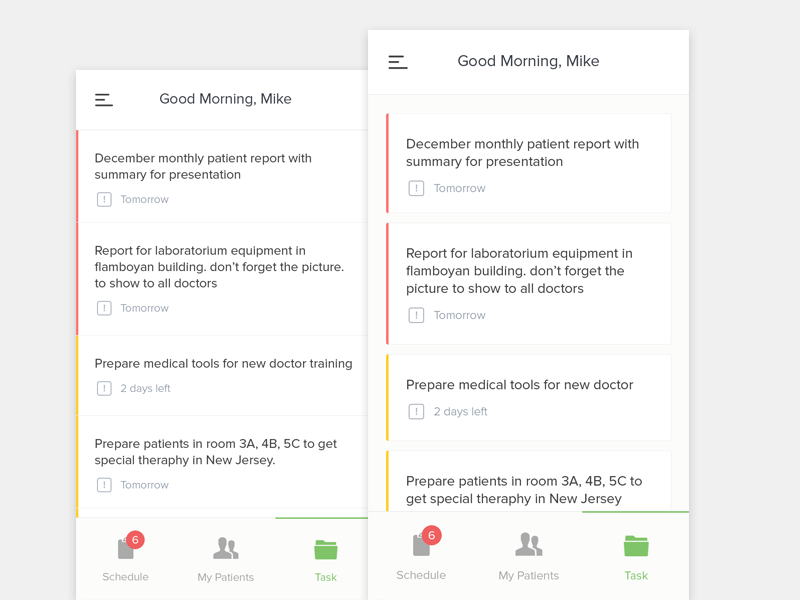 Good Morning, Mike
December monthly patient report with
summary for presentation
!
Tomorrow
Report for laboratorium equipment in
flamboyan building. don't forget the picture.
to show to all doctors
!
Tomorrow
Prepare medical tools for new doctor training
!
2 days left
Prepare patients in room 3A, 4B, 5C to get
special theraphy in New Jersey.
!
Tomorrow
6
Schedule
My Patients
Task
Good Morning, Mike
December monthly patient report with
summary for presentation
!
Tomorrow
Report for laboratorium equipment in
flamboyan building. don't forget the
picture to show to all doctors
!
Tomorrow
Prepare medical tools for new doctor
!
2 days left
Prepare patients in room 3A, 4B, 5C to
get special theraphy in New Jersey
6
Schedule
My Patients
Task